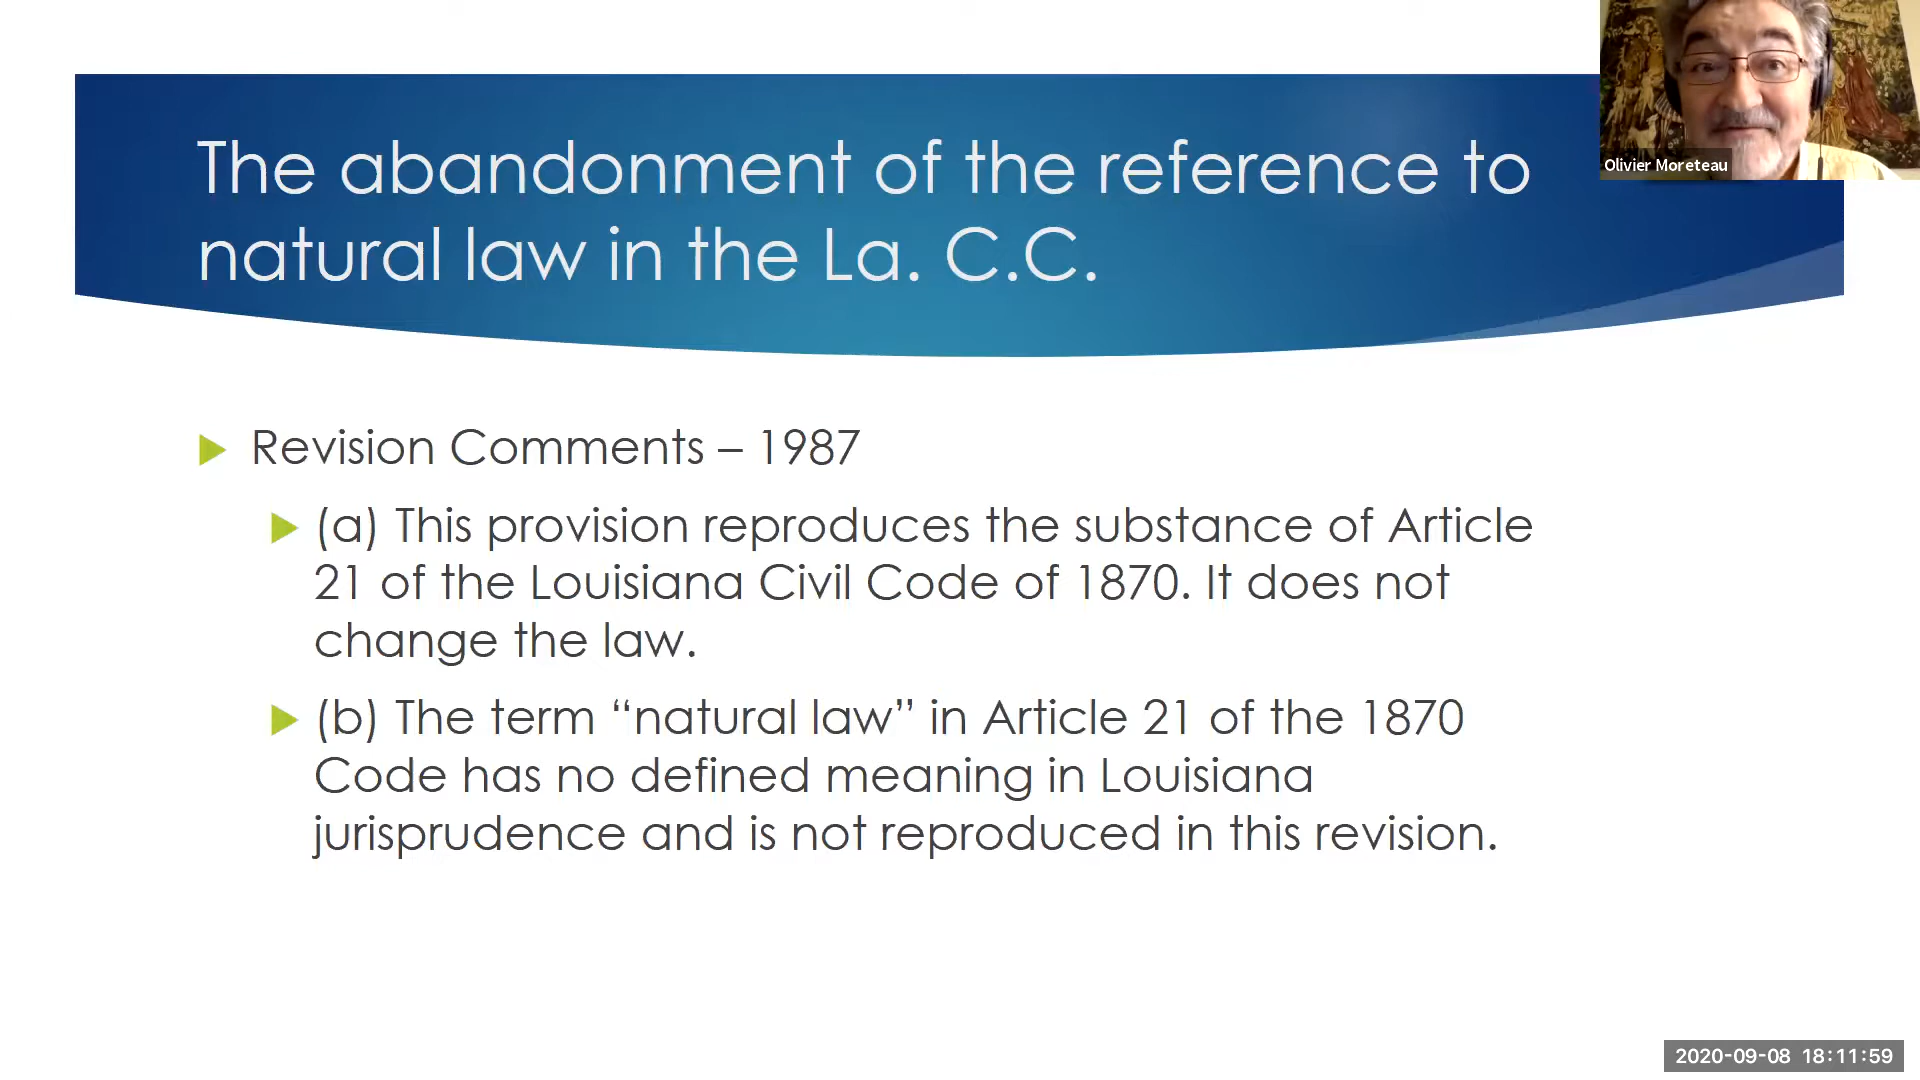 The abandonment of the reference to
natural law in the La. C.C.
Olivier Moreteau
Revision Comments – 1987
(a) This provision reproduces the substance of Article
21 of the Louisiana Civil Code of 1870. It does not
change the law.
(b) The term “natural law” in Article 21 of the 1870
Code has no defined meaning in Louisiana
jurisprudence and is not reproduced in this revision.
2020-09-08 18:11:59